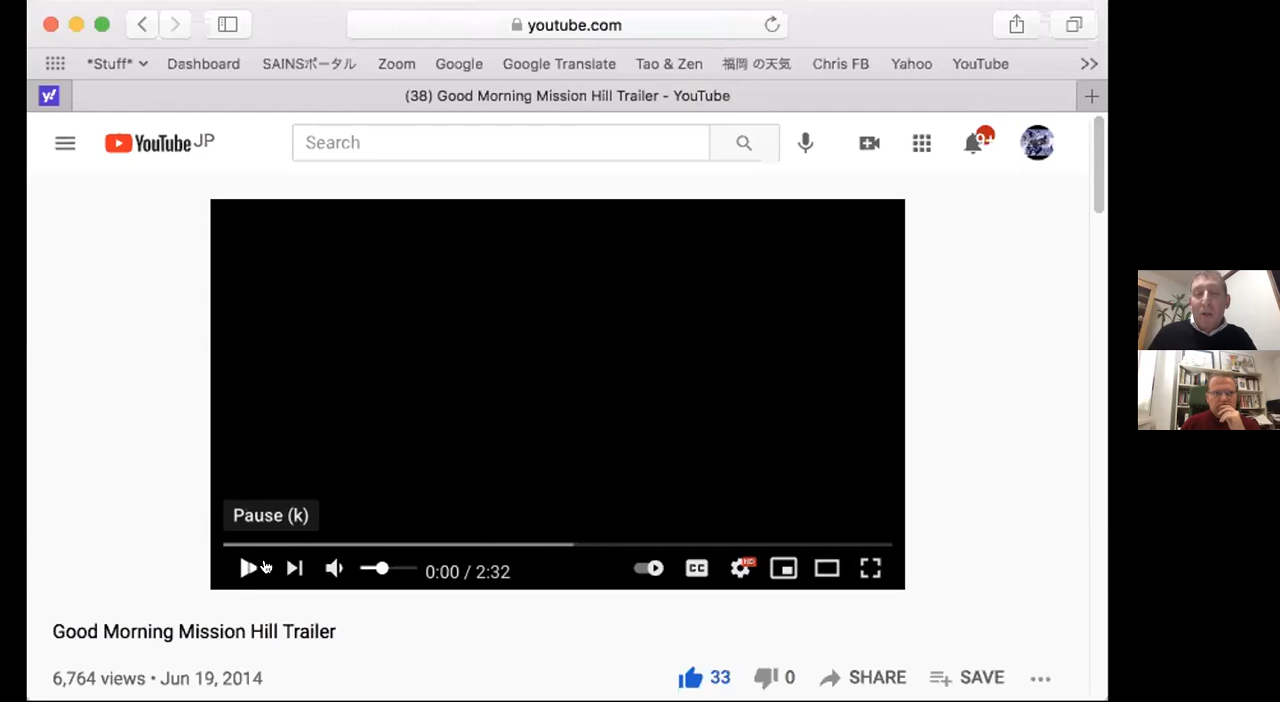 youtube.com
*Stuff* Dashboard SAINSポータル Zoom Google Google Translate Tao & Zen 福岡 の天気 Chris FB Yahoo YouTube
y! (38) Good Morning Mission Hill Trailer - YouTube
YouTube JP Search 9+
Pause (k)
0:00 / 2:32 CC HD
Good Morning Mission Hill Trailer
6,764 views • Jun 19, 2014 33 0 SHARE SAVE